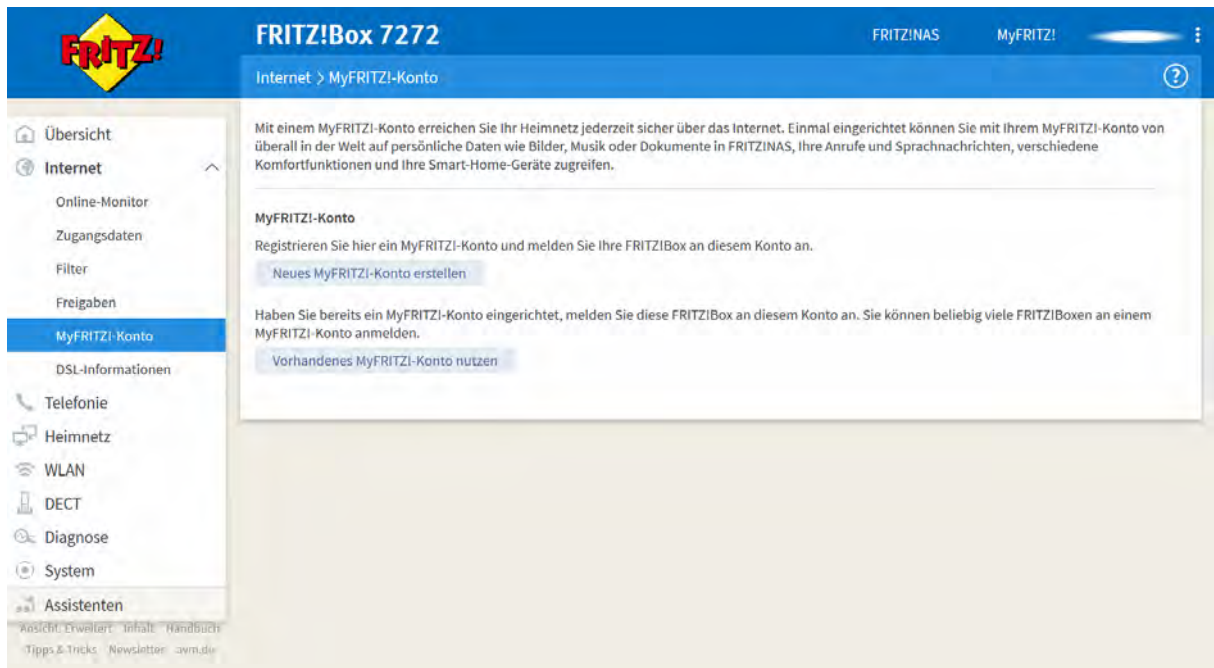 FRITZ!
FRITZ!Box 7272
FRITZ!NAS
MyFRITZ!
Internet > MyFRITZ!-Konto
?
Übersicht
Internet
Online-Monitor
Zugangsdaten
Filter
Freigaben
MyFRITZ!-Konto
DSL-Informationen
Telefonie
Heimnetz
WLAN
DECT
Diagnose
System
Assistenten
Ansicht: Erweitert Inhalt Handbuch
Tipps & Tricks Newsletter avm.de
Mit einem MyFRITZ!-Konto erreichen Sie Ihr Heimnetz jederzeit sicher über das Internet. Einmal eingerichtet können Sie mit Ihrem MyFRITZ!-Konto von
überall in der Welt auf persönliche Daten wie Bilder, Musik oder Dokumente in FRITZ!NAS, Ihre Anrufe und Sprachnachrichten, verschiedene
Komfortfunktionen und Ihre Smart-Home-Geräte zugreifen.
MyFRITZ!-Konto
Registrieren Sie hier ein MyFRITZ!-Konto und melden Sie Ihre FRITZ!Box an diesem Konto an.
Neues MyFRITZ!-Konto erstellen
Haben Sie bereits ein MyFRITZ!-Konto eingerichtet, melden Sie diese FRITZ!Box an diesem Konto an. Sie können beliebig viele FRITZ!Boxen an einem
MyFRITZ!-Konto anmelden.
Vorhandenes MyFRITZ!-Konto nutzen